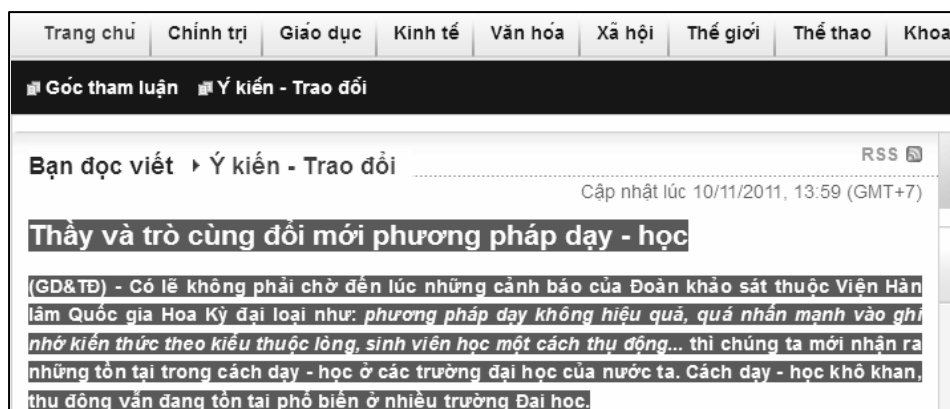 Trang chủ Chính trị Giáo dục Kinh tế Văn hóa Xã hội Thế giới Thể thao Khoa
Góc tham luận Ý kiến - Trao đổi
RSS
Bạn đọc viết Ý kiến - Trao đổi
Cập nhật lúc 10/11/2011, 13:59 (GMT+7)
Thầy và trò cùng đổi mới phương pháp dạy - học
(GD&TĐ) - Có lẽ không phải chờ đến lúc những cảnh báo của Đoàn khảo sát thuộc Viện Hàn
lâm Quốc gia Hoa Kỳ đại loại như: phương pháp dạy không hiệu quả, quá nhấn mạnh vào ghi
nhớ kiến thức theo kiểu thuộc lòng, sinh viên học một cách thụ động... thì chúng ta mới nhận ra
những tồn tại trong cách dạy - học ở các trường đại học của nước ta. Cách dạy - học khô khan,
thụ động vẫn đang tồn tại phổ biến ở nhiều trường Đại học.